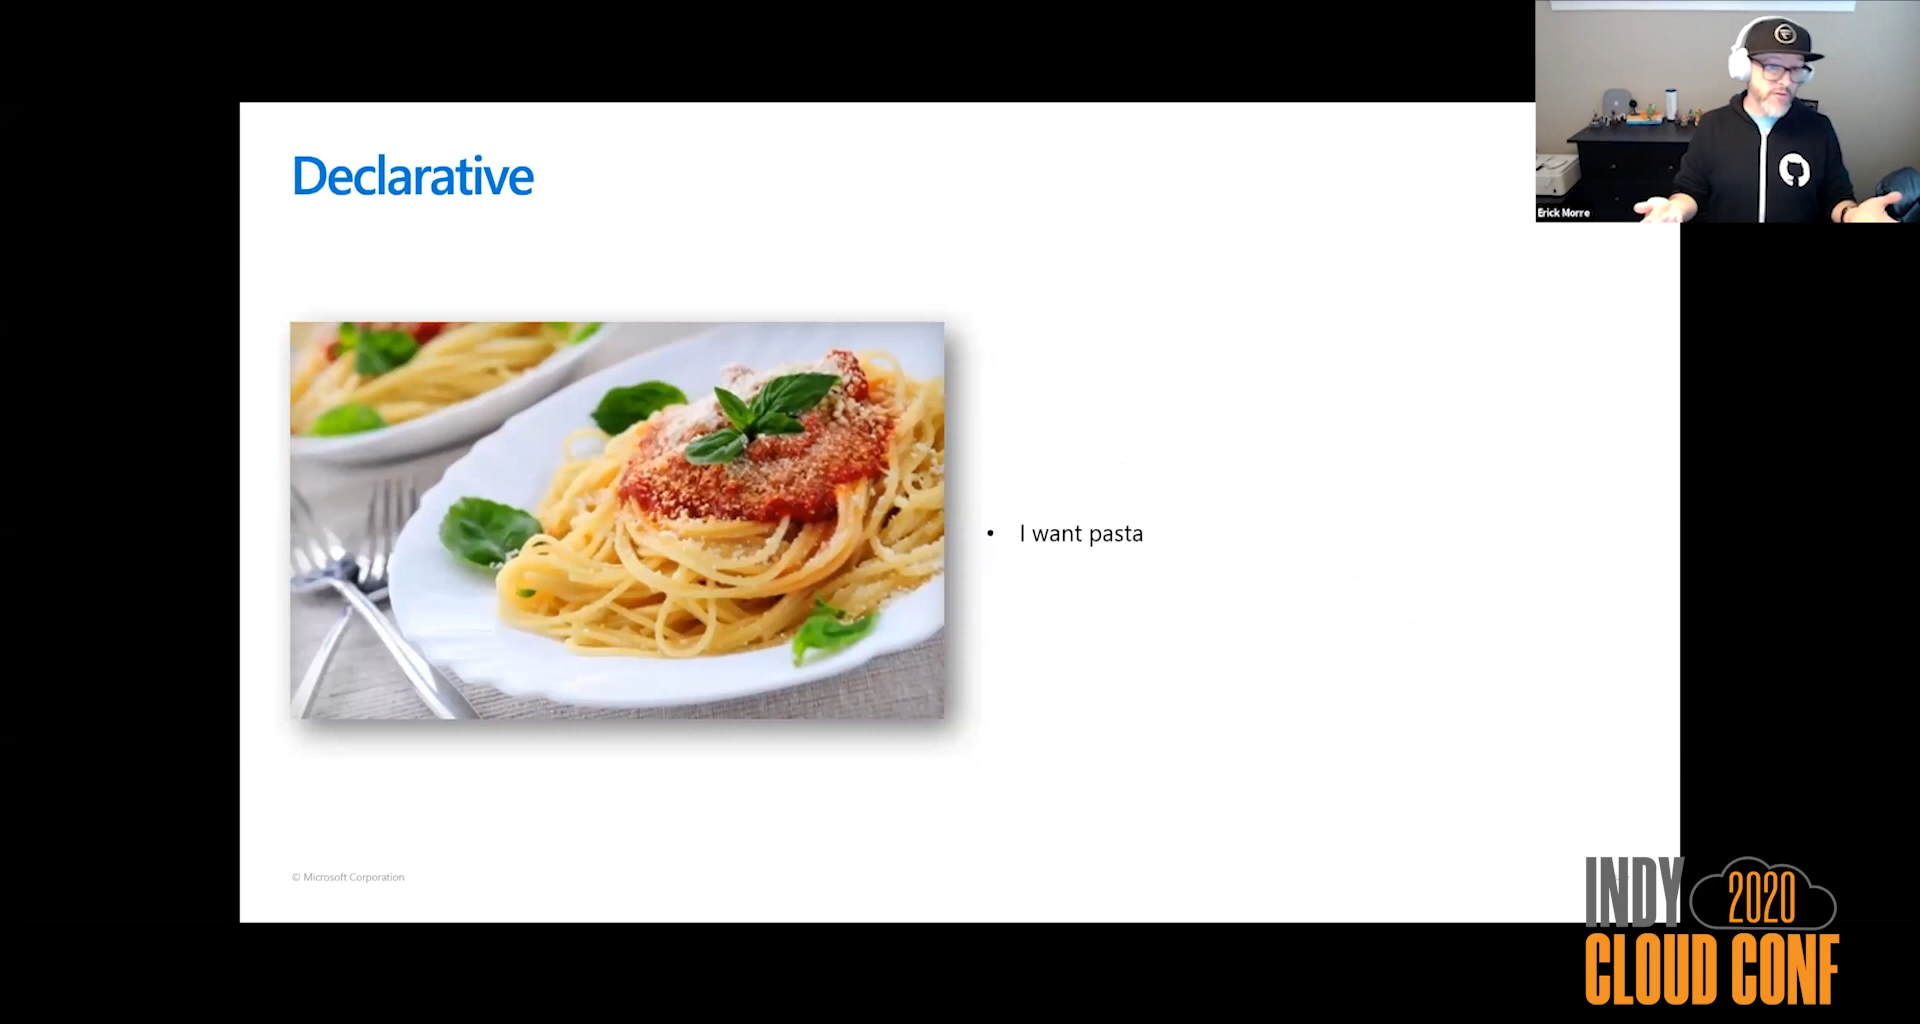 Declarative
Erick Morre
• I want pasta
© Microsoft Corporation
INDY 2020
CLOUD CONF